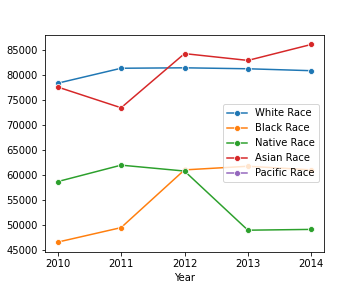 85000
80000
75000
70000
65000
60000
55000
50000
45000
White Race
Black Race
Native Race
Asian Race
Pacific Race
2010 2011 2012 2013 2014
Year